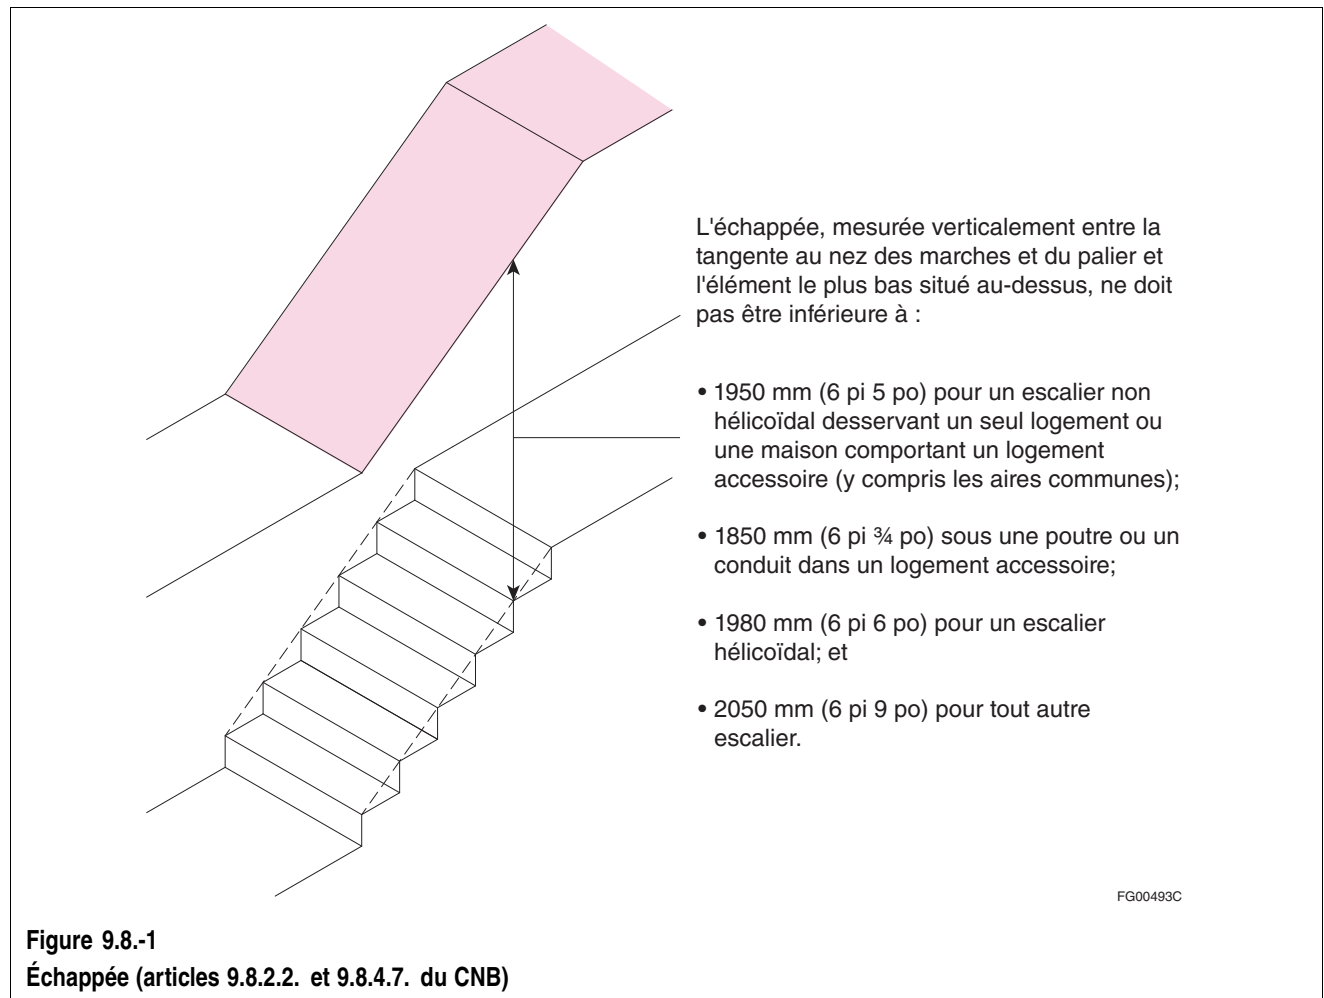 L'échappée, mesurée verticalement entre la
tangente au nez des marches et du palier et
l'élément le plus bas situé au-dessus, ne doit
pas être inférieure à :
• 1950 mm (6 pi 5 po) pour un escalier non
hélicoïdal desservant un seul logement ou
une maison comportant un logement
accessoire (y compris les aires communes);
• 1850 mm (6 pi ¾ po) sous une poutre ou un
conduit dans un logement accessoire;
• 1980 mm (6 pi 6 po) pour un escalier
hélicoïdal; et
• 2050 mm (6 pi 9 po) pour tout autre
escalier.
FG00493C
Figure 9.8.-1
Échappée (articles 9.8.2.2. et 9.8.4.7. du CNB)